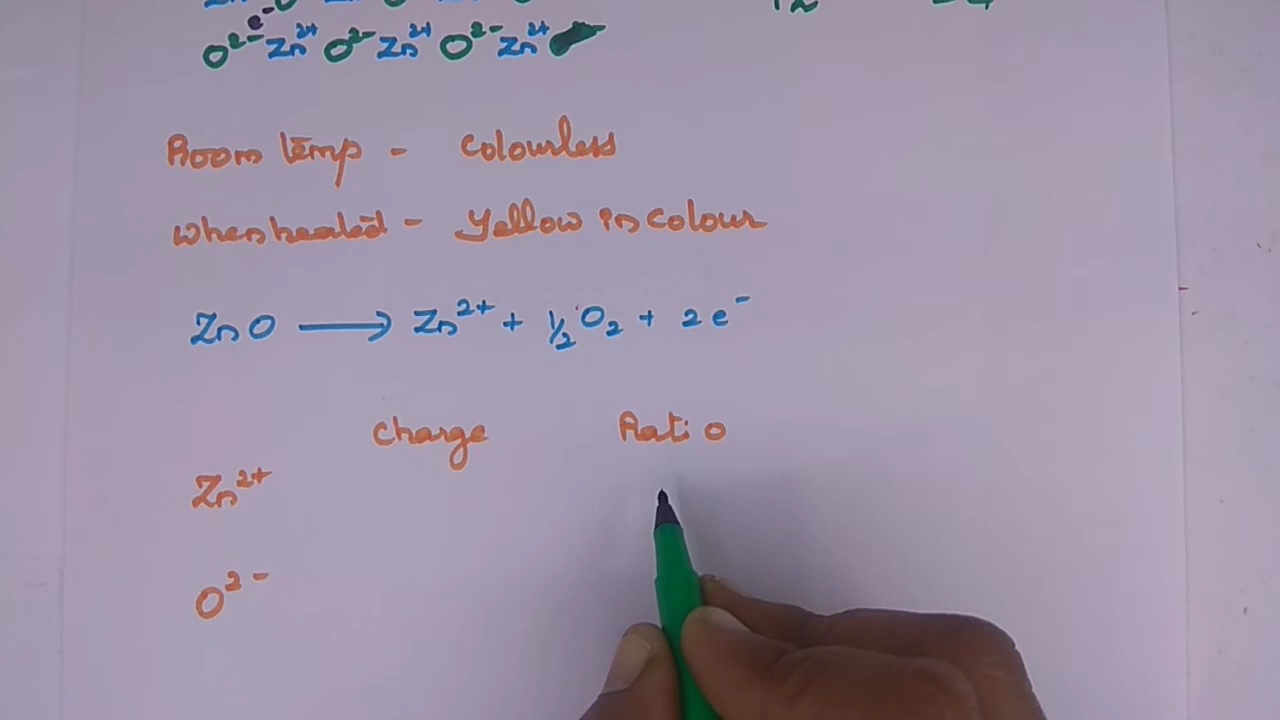 O²⁻ e⁻ Zn²⁺ O²⁻ Zn²⁺ O²⁻ Zn²⁺
Room temp - Colourless
When heated - Yellow in colour
ZnO ⟶ Zn²⁺ + ½ O₂ + 2e⁻
Charge Ratio
Zn²⁺
O²⁻